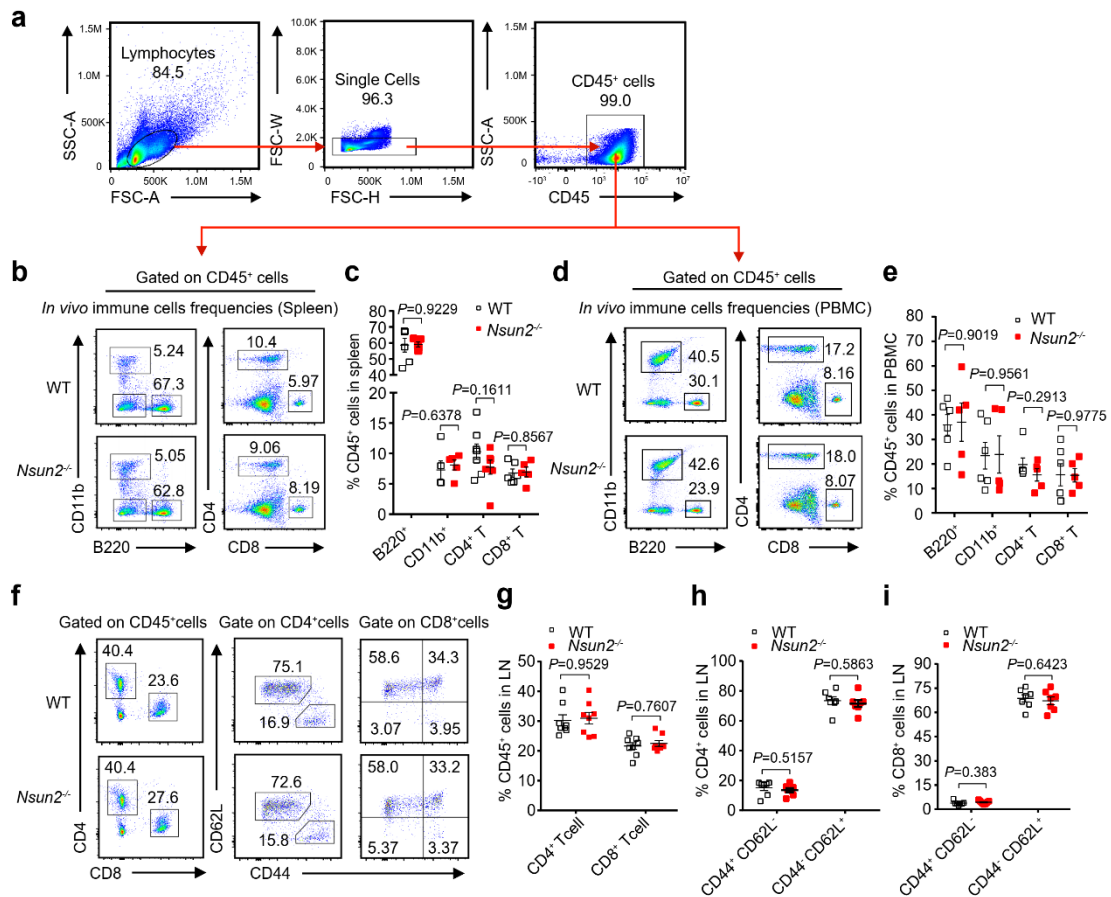 a
SSC-A
1.5M
1.0M
500K
0
Lymphocytes
84.5
0 500K 1.0M 1.5M
FSC-A
FSC-W
10.0M
8.0M
6.0M
4.0M
2.0M
0
Single Cells
96.3
0 500K 1.0M 1.5M
FSC-H
SSC-A
1.5M
1.0M
500K
0
CD45⁺ cells
99.0
-10³ 10³ 10⁵ 10⁷
CD45
b
Gated on CD45⁺ cells
In vivo immune cells frequencies (Spleen)
WT
5.24
67.3
10.4
5.97
Nsun2⁻/⁻
5.05
62.8
9.06
8.19
CD11b
B220
CD4
CD8
c
WT
Nsun2⁻/⁻
% CD45⁺ cells in spleen
80
70
60
50
40
20
15
10
5
0
P=0.9229
P=0.6378
P=0.1611
P=0.8567
B220⁺
CD11b⁺
CD4⁺ T
CD8⁺ T
d
Gated on CD45⁺ cells
In vivo immune cells frequencies (PBMC)
WT
40.5
30.1
17.2
8.16
Nsun2⁻/⁻
42.6
23.9
18.0
8.07
CD11b
B220
CD4
CD8
e
WT
Nsun2⁻/⁻
% CD45⁺ cells in PBMC
80
70
60
50
40
30
20
10
0
P=0.9019
P=0.9561
P=0.2913
P=0.9775
B220⁺
CD11b⁺
CD4⁺ T
CD8⁺ T
f
Gated on CD45⁺cells
Gate on CD4⁺cells
Gate on CD8⁺cells
WT
40.4
23.6
75.1
16.9
58.6 34.3
3.07 3.95
Nsun2⁻/⁻
40.4
27.6
72.6
15.8
58.0 33.2
5.37 3.37
CD4
CD8
CD62L
CD44
g
WT
Nsun2⁻/⁻
% CD45⁺ cells in LN
50
40
30
20
10
0
P=0.9529
P=0.7607
CD4⁺ Tcell
CD8⁺ Tcell
h
WT
Nsun2⁻/⁻
% CD4⁺ cells in LN
100
80
60
40
20
0
P=0.5157
P=0.5863
CD44⁺ CD62L⁻
CD44⁻ CD62L⁺
i
WT
Nsun2⁻/⁻
% CD8⁺ cells in LN
90
75
60
45
30
15
0
P=0.383
P=0.6423
CD44⁺ CD62L⁻
CD44⁻ CD62L⁺